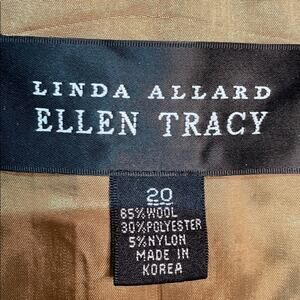 LINDA ALLARD
ELLEN TRACY
20
65% WOOL
30% POLYESTER
5% NYLON
MADE IN
KOREA